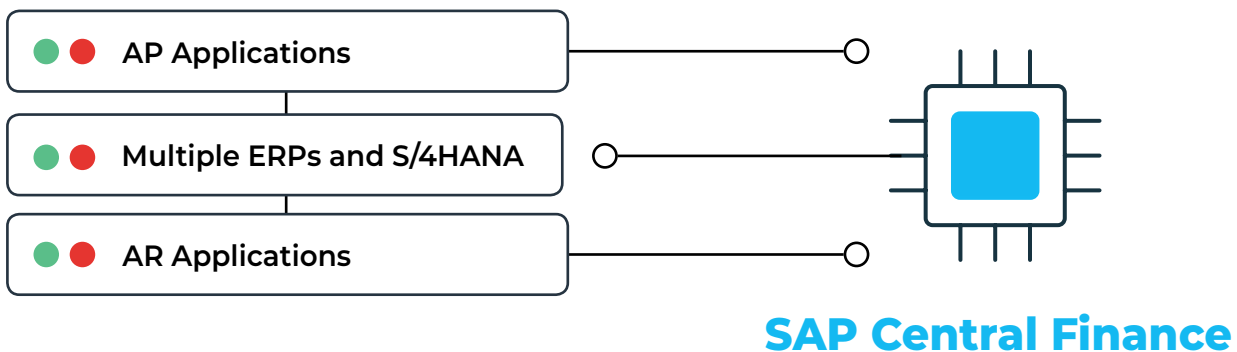 AP Applications
Multiple ERPs and S/4HANA
AR Applications
SAP Central Finance